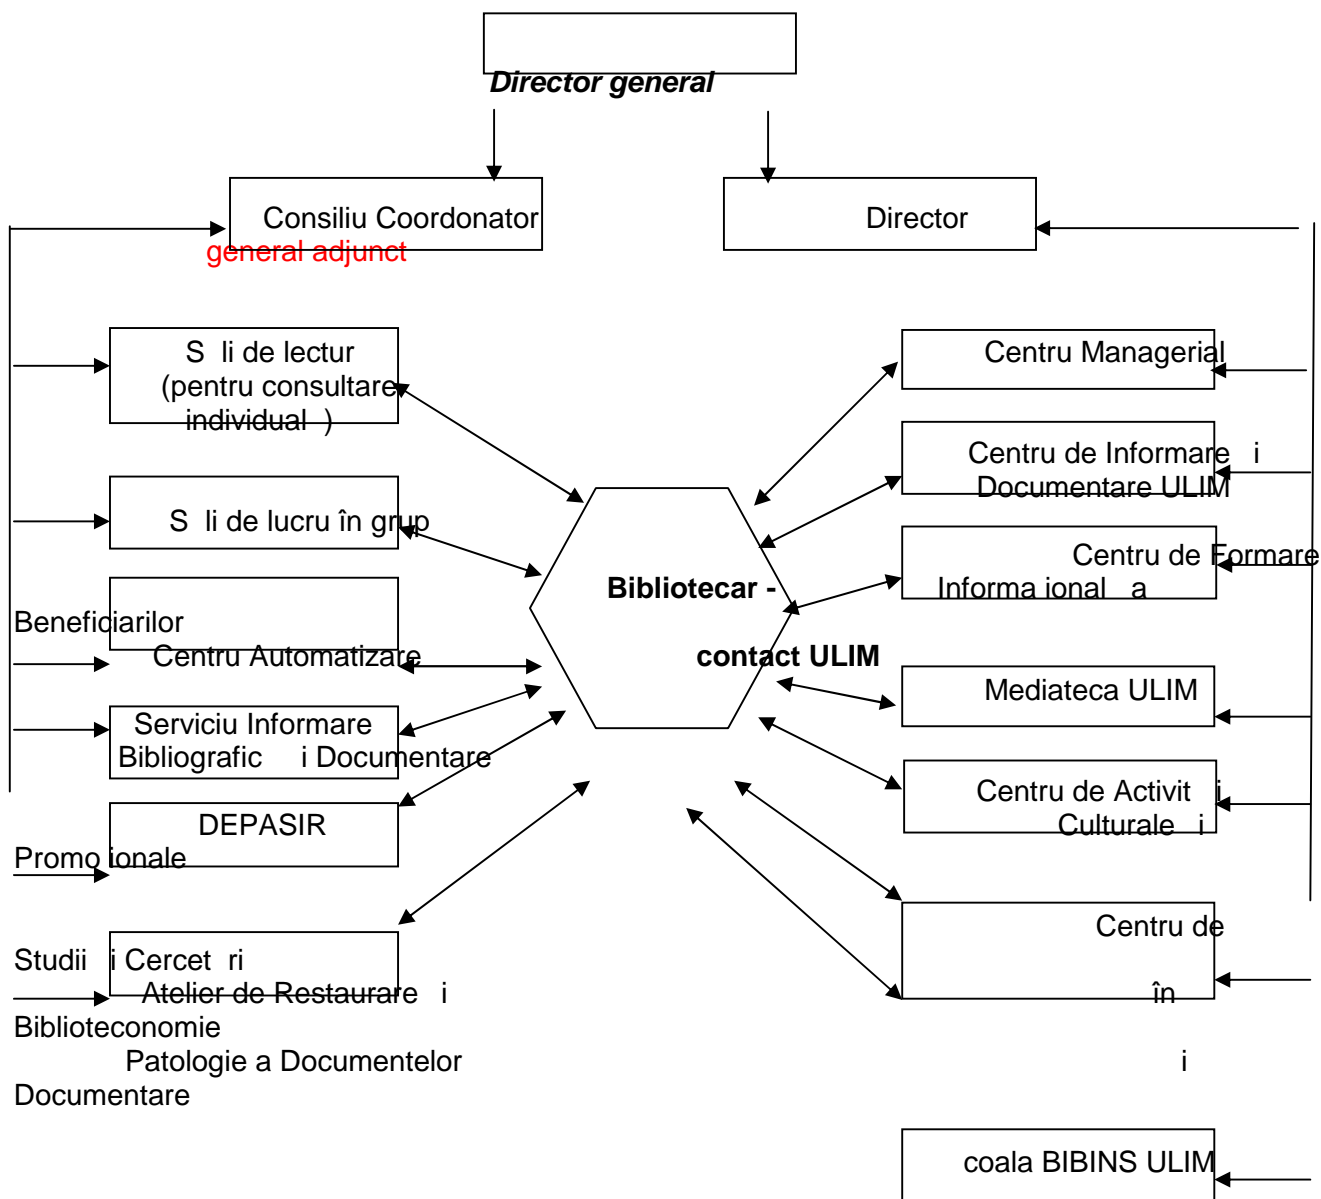 Director general
Consiliu Coordonator Director
general adjunct
S li de lectur Centru Managerial
(pentru consultare
individual )
Centru de Informare i
Documentare ULIM
S li de lucru în grup
Centru de Formare
Informa ional a
Bibliotecar -
Beneficiarilor
Centru Automatizare contact ULIM
Mediateca ULIM
Serviciu Informare
Bibliografic i Documentare
Centru de Activit i
Culturale i
DEPASIR
Promo ionale
Centru de
Studii i Cercet ri
Atelier de Restaurare i în
Biblioteconomie
Patologie a Documentelor i
Documentare
coala BIBINS ULIM